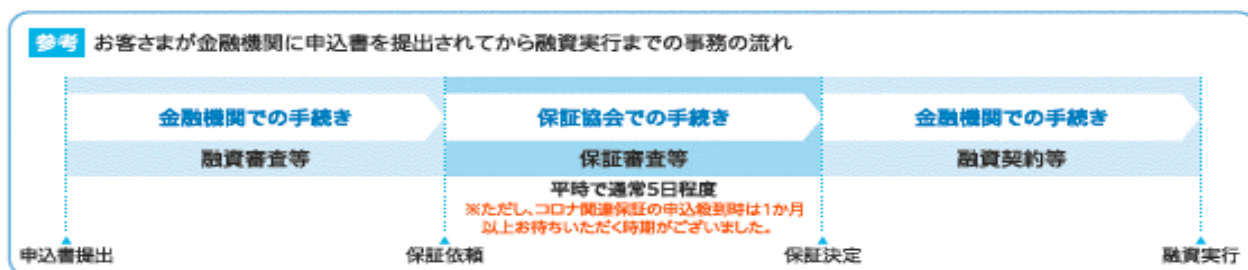 参考 お客さまが金融機関に申込書を提出されてから融資実行までの事務の流れ
金融機関での手続き
保証協会での手続き
金融機関での手続き
融資審査等
保証審査等
融資契約等
平時で通常5日程度
※ただし、コロナ関連保証の申込殺到時は1か月
以上お待ちいただく時期がございました。
申込書提出
保証依頼
保証決定
融資実行